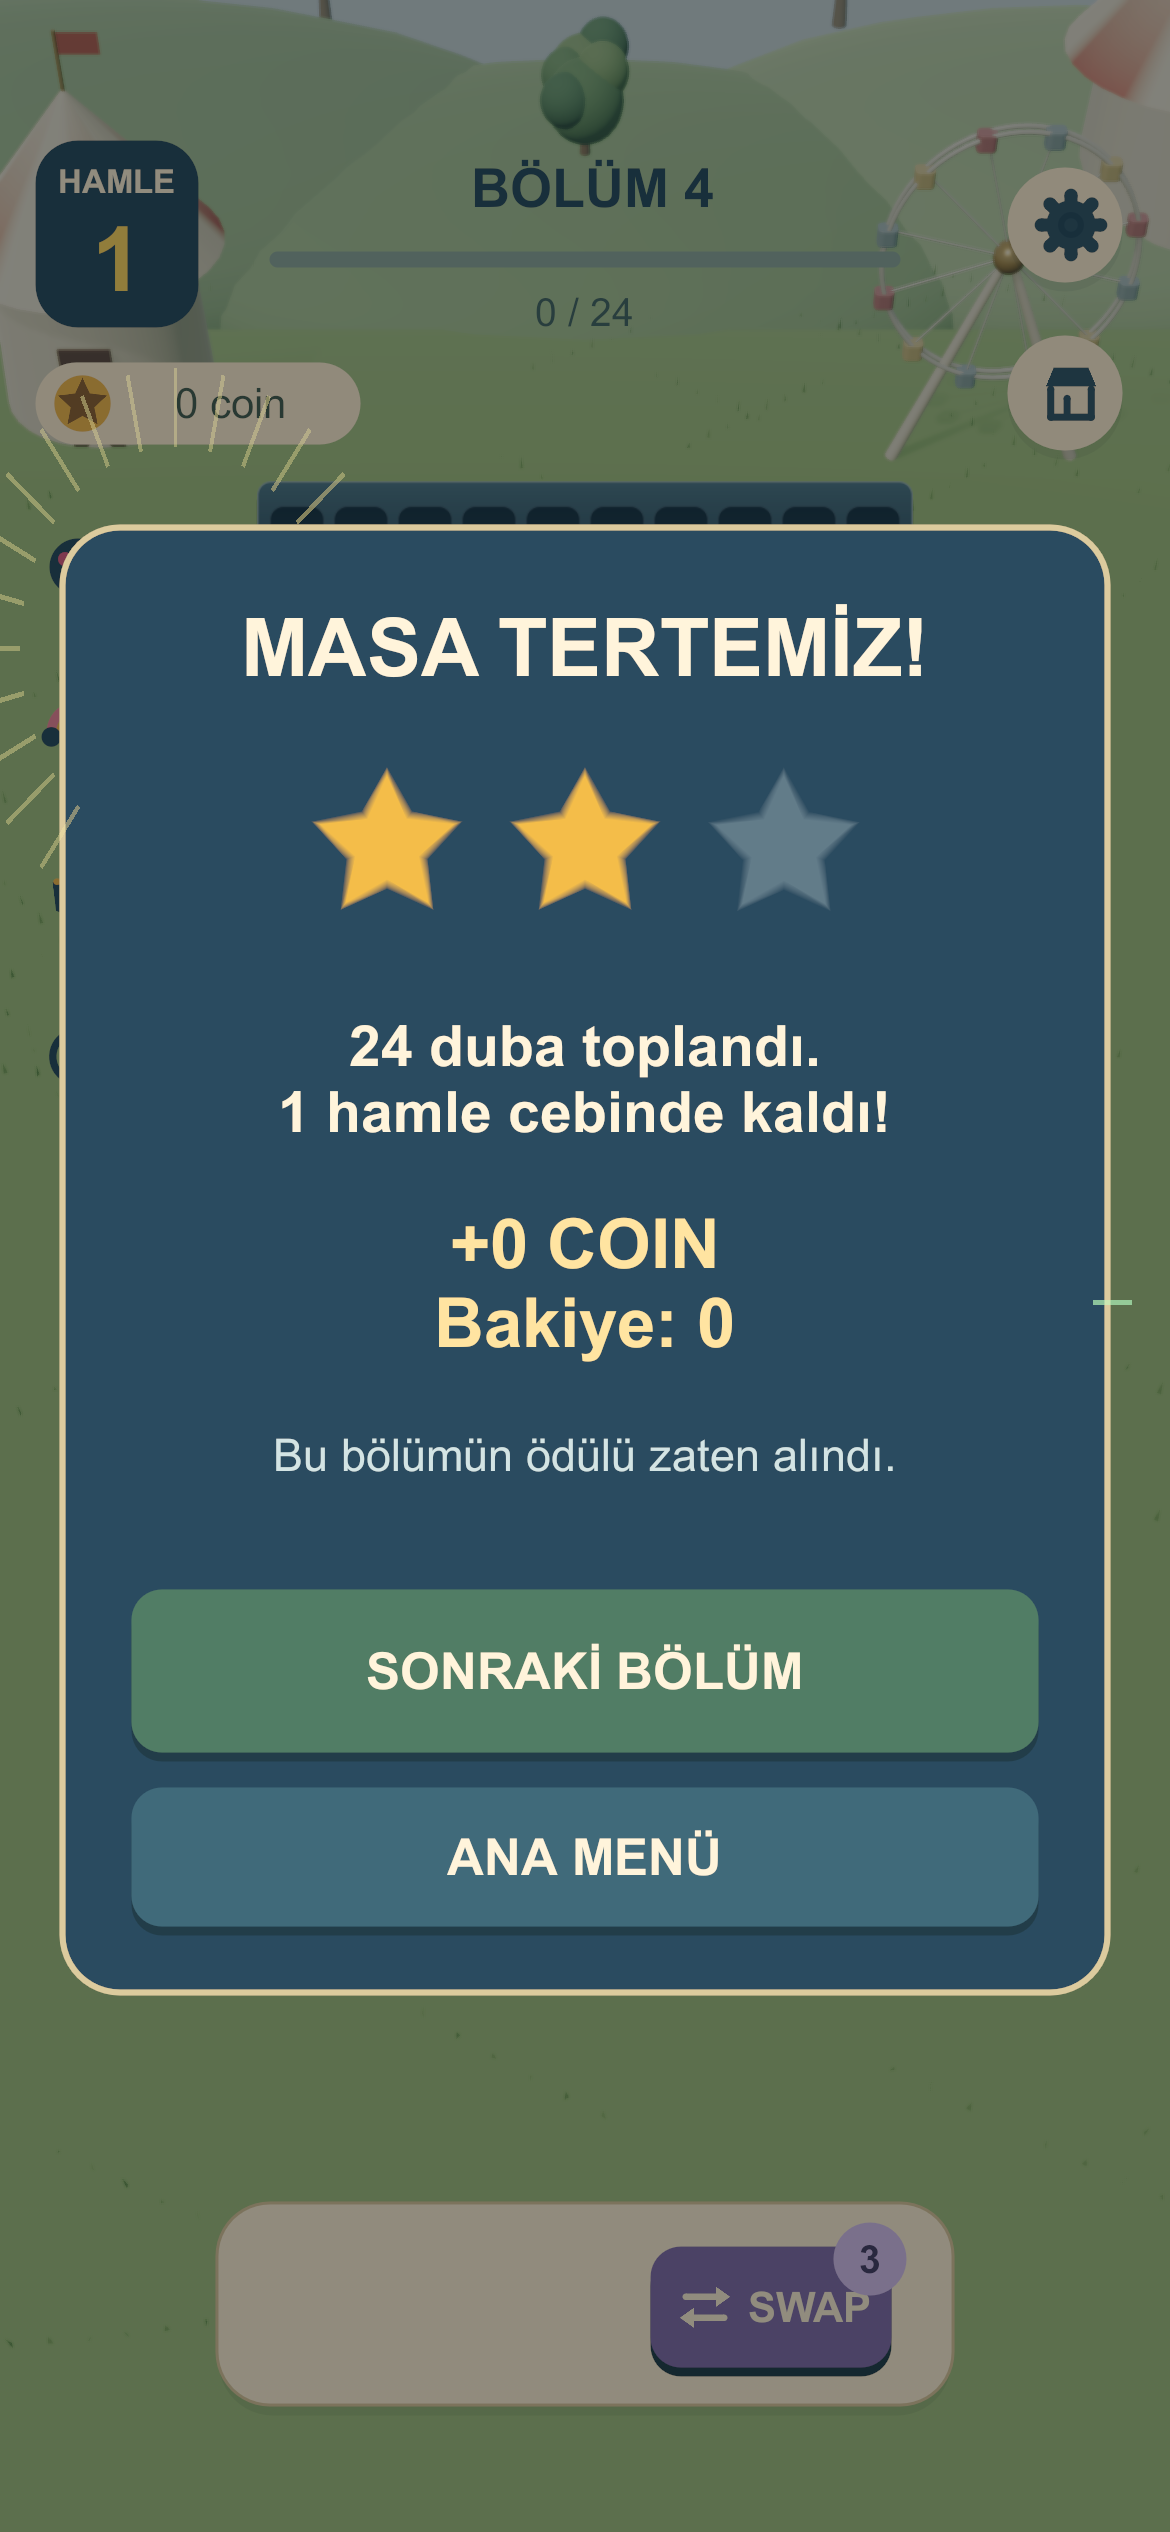 HAMLE
1
BÖLÜM 4
0 / 24
0 coin
MASA TERTEMİZ!
24 duba toplandı.
1 hamle cebinde kaldı!
+0 COIN
Bakiye: 0
Bu bölümün ödülü zaten alındı.
SONRAKİ BÖLÜM
ANA MENÜ
3
SWAP